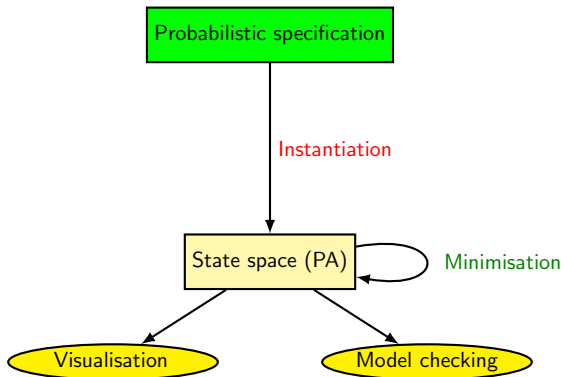 Probabilistic specification
Instantiation
State space (PA)
Minimisation
Visualisation
Model checking